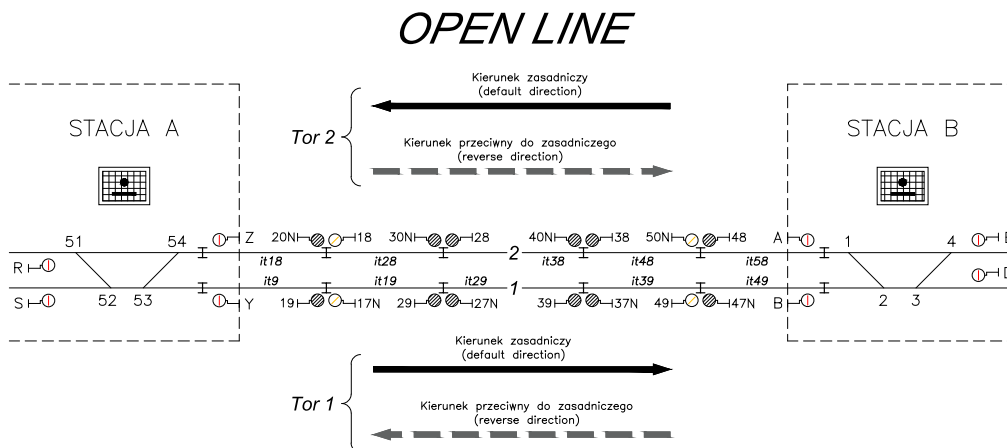 OPEN LINE
STACJA A
STACJA B
Kierunek zasadniczy
(default direction)
Tor 2
Kierunek przeciwny do zasadniczego
(reverse direction)
51
54
Z
20N
18
30N
28
40N
38
50N
48
A
1
4
E
R
it18
it28
2
it38
it48
it58
it9
it19
it29
1
it39
it49
D
S
52
53
Y
19
17N
29
27N
39
37N
49
47N
B
2
3
Kierunek zasadniczy
(default direction)
Tor 1
Kierunek przeciwny do zasadniczego
(reverse direction)